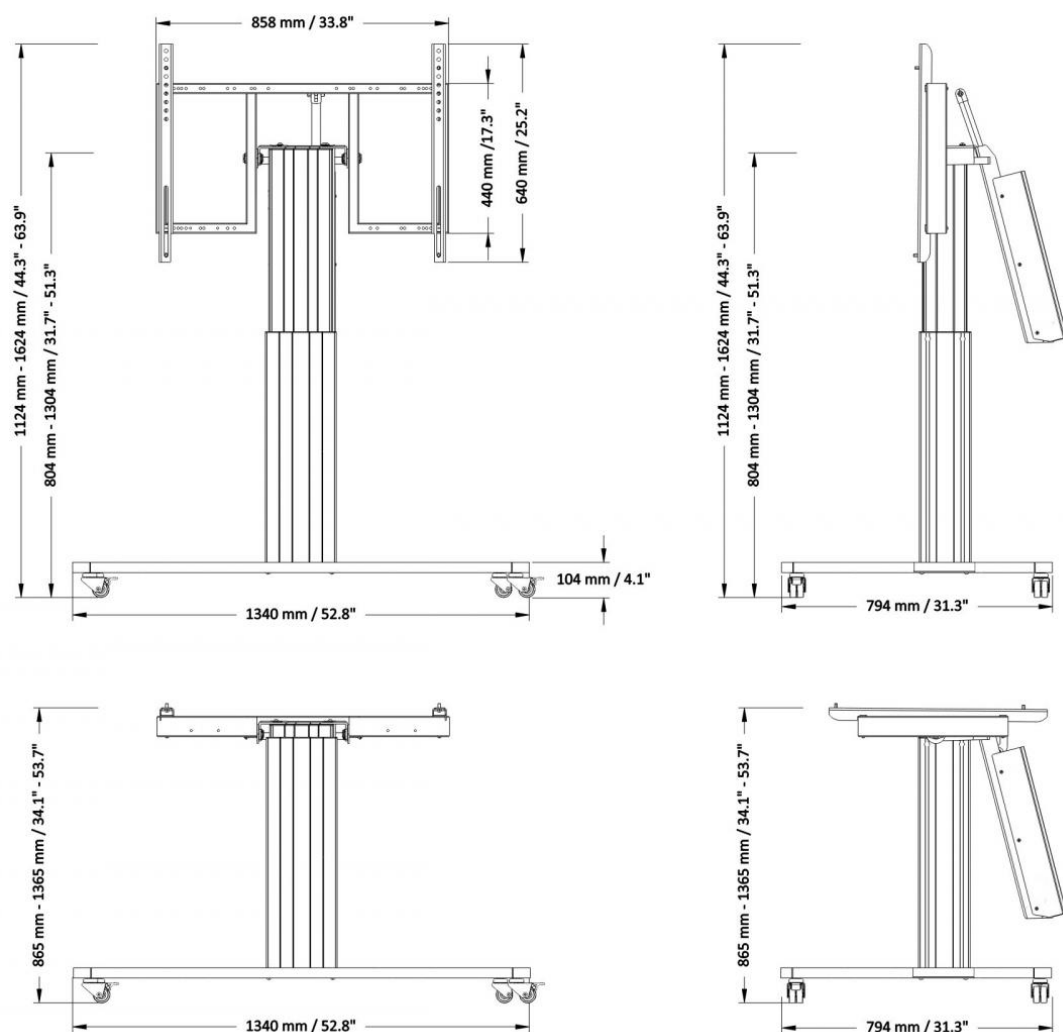 858 mm / 33.8"
1124 mm - 1624 mm / 44.3" - 63.9"
804 mm - 1304 mm / 31.7" - 51.3"
440 mm /17.3"
640 mm / 25.2"
104 mm / 4.1"
1340 mm / 52.8"
1124 mm - 1624 mm / 44.3" - 63.9"
804 mm - 1304 mm / 31.7" - 51.3"
794 mm / 31.3"
865 mm - 1365 mm / 34.1" - 53.7"
1340 mm / 52.8"
865 mm - 1365 mm / 34.1" - 53.7"
794 mm / 31.3"